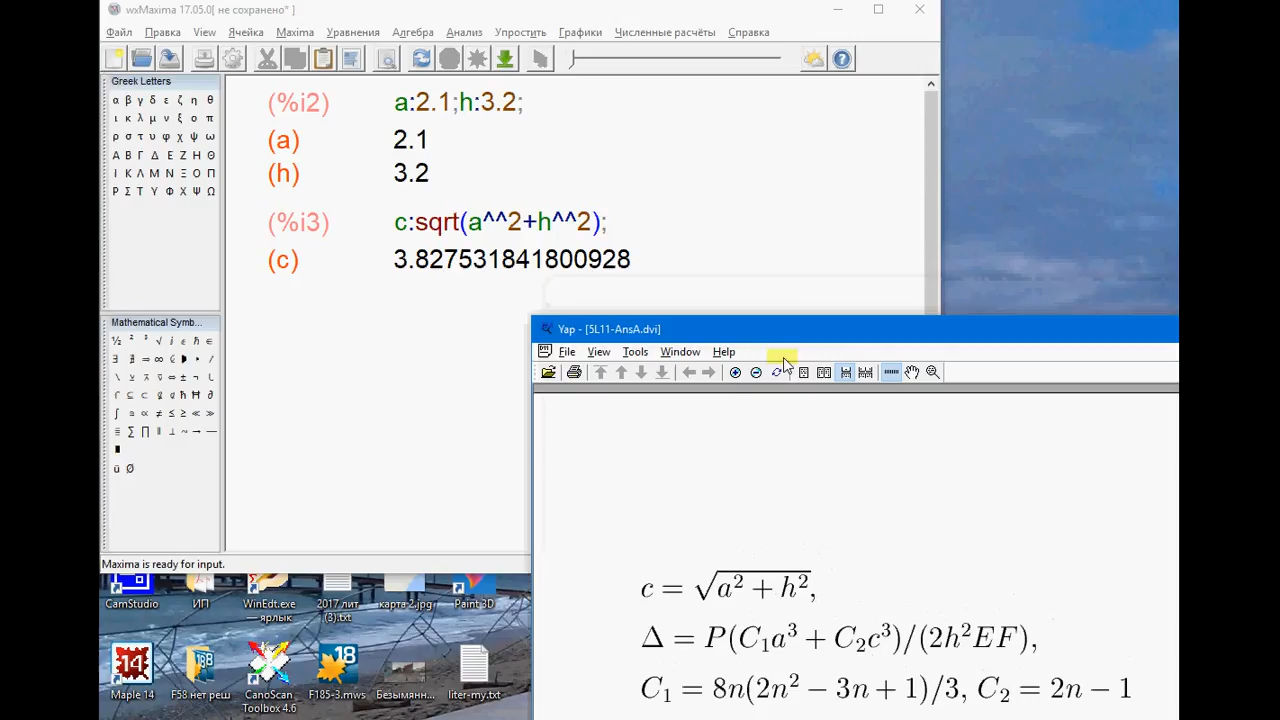 wxMaxima 17.05.0[ не сохранено* ]
Файл Правка View Ячейка Maxima Уравнения Алгебра Анализ Упростить Графики Численные расчёты Справка
Greek Letters
α β γ δ ε ζ η θ
ι κ λ μ ν ξ ο π
ρ σ τ υ φ χ ψ ω
Α Β Γ Δ Ε Ζ Η Θ
Ι Κ Λ Μ Ν Ξ Ο Π
Ρ Σ Τ Υ Φ Χ Ψ Ω
(%i2) a:2.1;h:3.2;
(a) 2.1
(h) 3.2
(%i3) c:sqrt(a^^2+h^^2);
(c) 3.827531841800928
Mathematical Symb...
½ ² ³ √ ⅈ ⅇ ℏ ∈
∃ ∄ ⇒ ∞ ∅
ü Ø
Maxima is ready for input.
Yap - [5L11-AnsA.dvi]
File View Tools Window Help
c = √a² + h²,
Δ = P(C₁a³ + C₂c³)/(2h²EF),
C₁ = 8n(2n² − 3n + 1)/3, C₂ = 2n − 1
CamStudio
ИП
WinEdt.exe — ярлык
2017 лит (3).txt
карта 2.jpg
Paint 3D
Maple 14
F58 нет реш
CanoScan Toolbox 4.6
F185-3.mws
Безымянн...
liter-my.txt